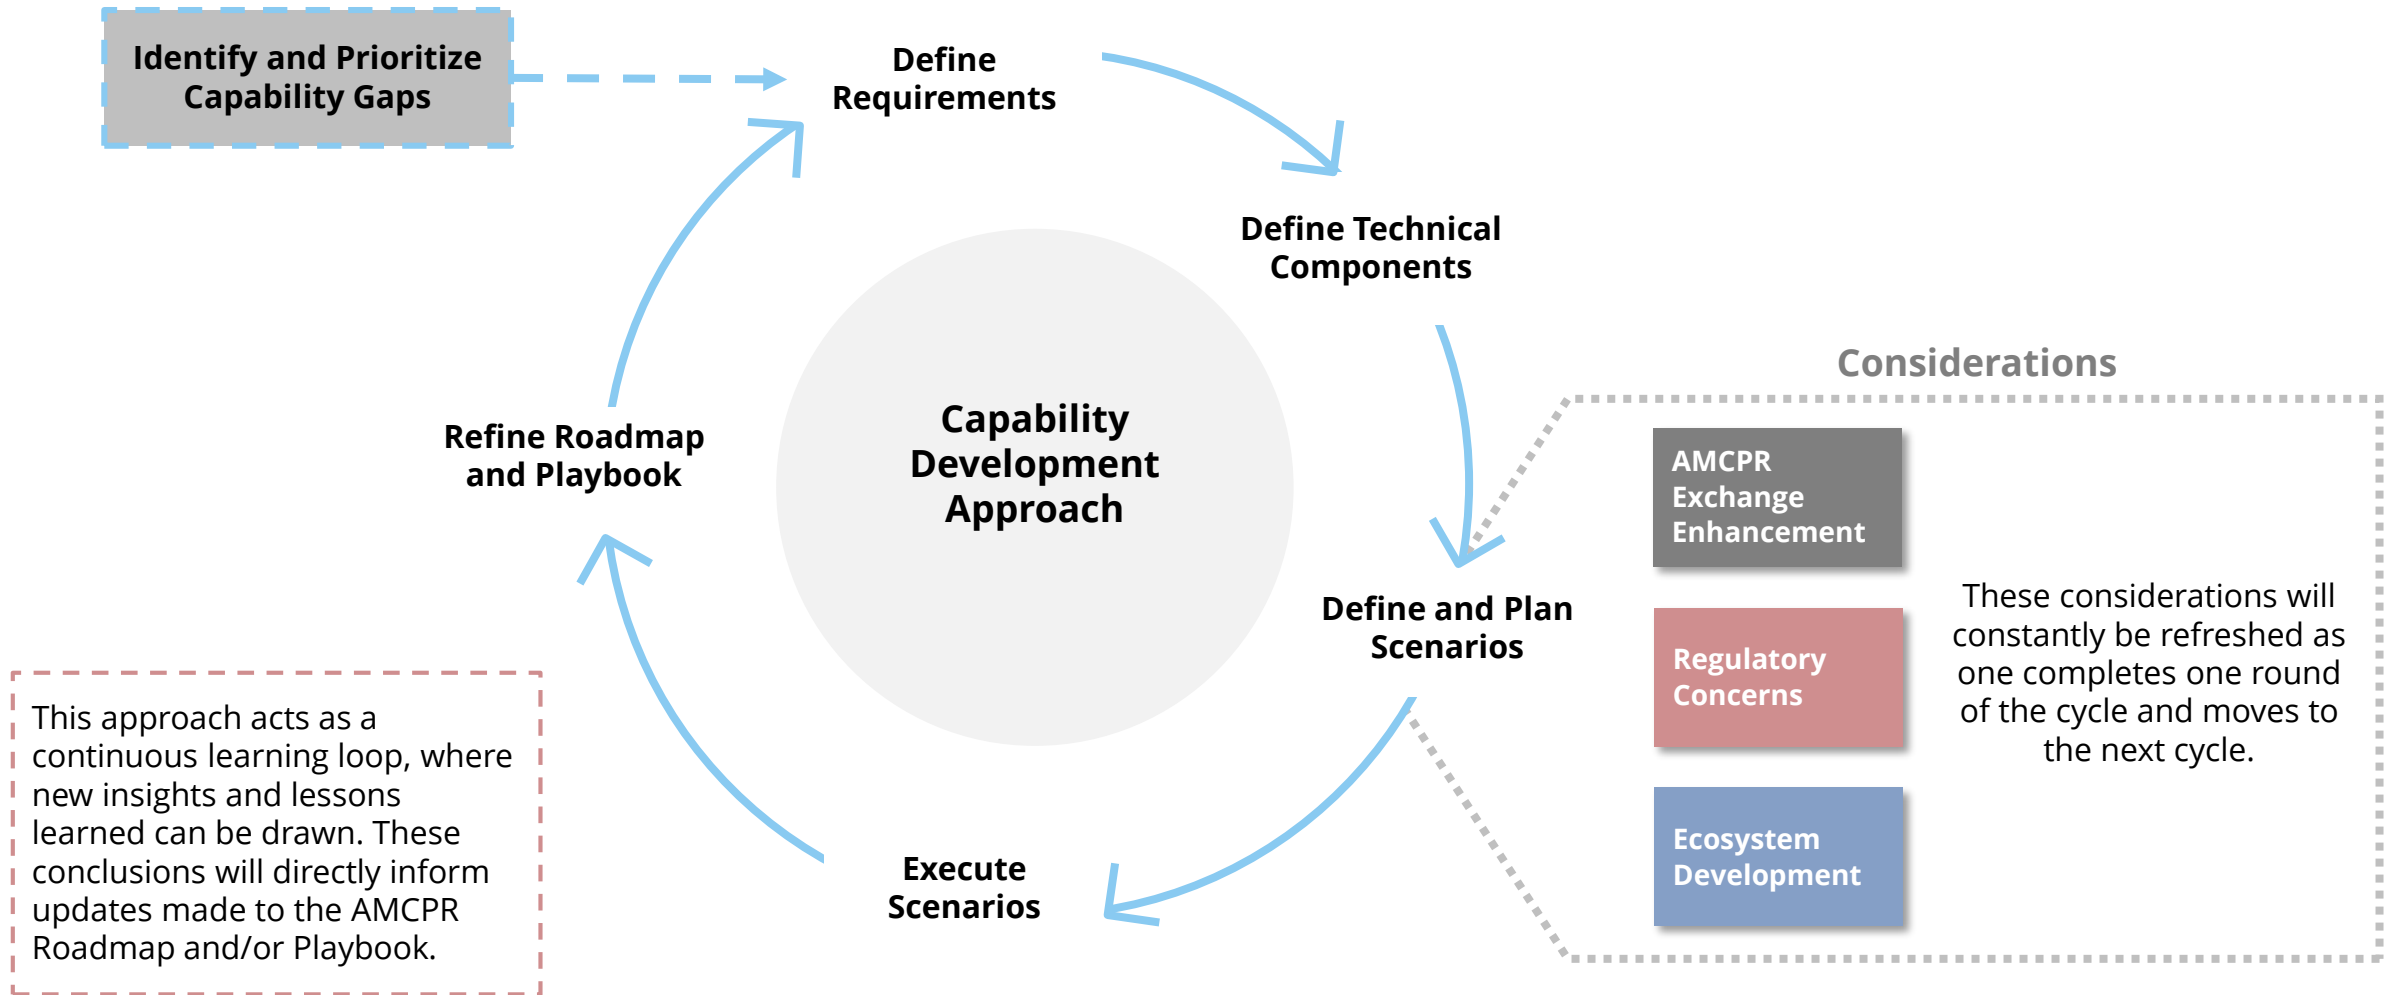 Identify and Prioritize
Capability Gaps
Define
Requirements
Define Technical
Components
Considerations
Capability
Development
Approach
Refine Roadmap
and Playbook
AMCPR
Exchange
Enhancement
Define and Plan
Scenarios
Regulatory
Concerns
These considerations will
constantly be refreshed as
one completes one round
of the cycle and moves to
the next cycle.
Ecosystem
Development
Execute
Scenarios
This approach acts as a
continuous learning loop, where
new insights and lessons
learned can be drawn. These
conclusions will directly inform
updates made to the AMCPR
Roadmap and/or Playbook.